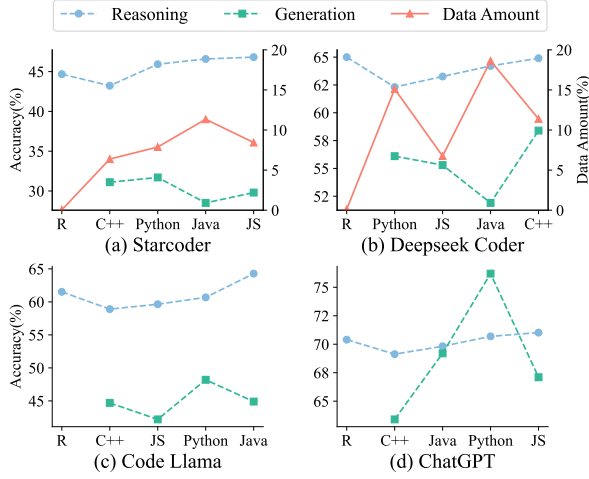 Reasoning Generation Data Amount
Accuracy(%)
45
40
35
30
20
15
10
5
0
R C++ Python Java JS
(a) Starcoder
65
62
60
58
55
52
20
15
10
5
0
Data Amount(%)
R Python JS Java C++
(b) Deepseek Coder
Accuracy(%)
65
60
55
50
45
R C++ JS Python Java
(c) Code Llama
75
72
70
68
65
R C++ Java Python JS
(d) ChatGPT